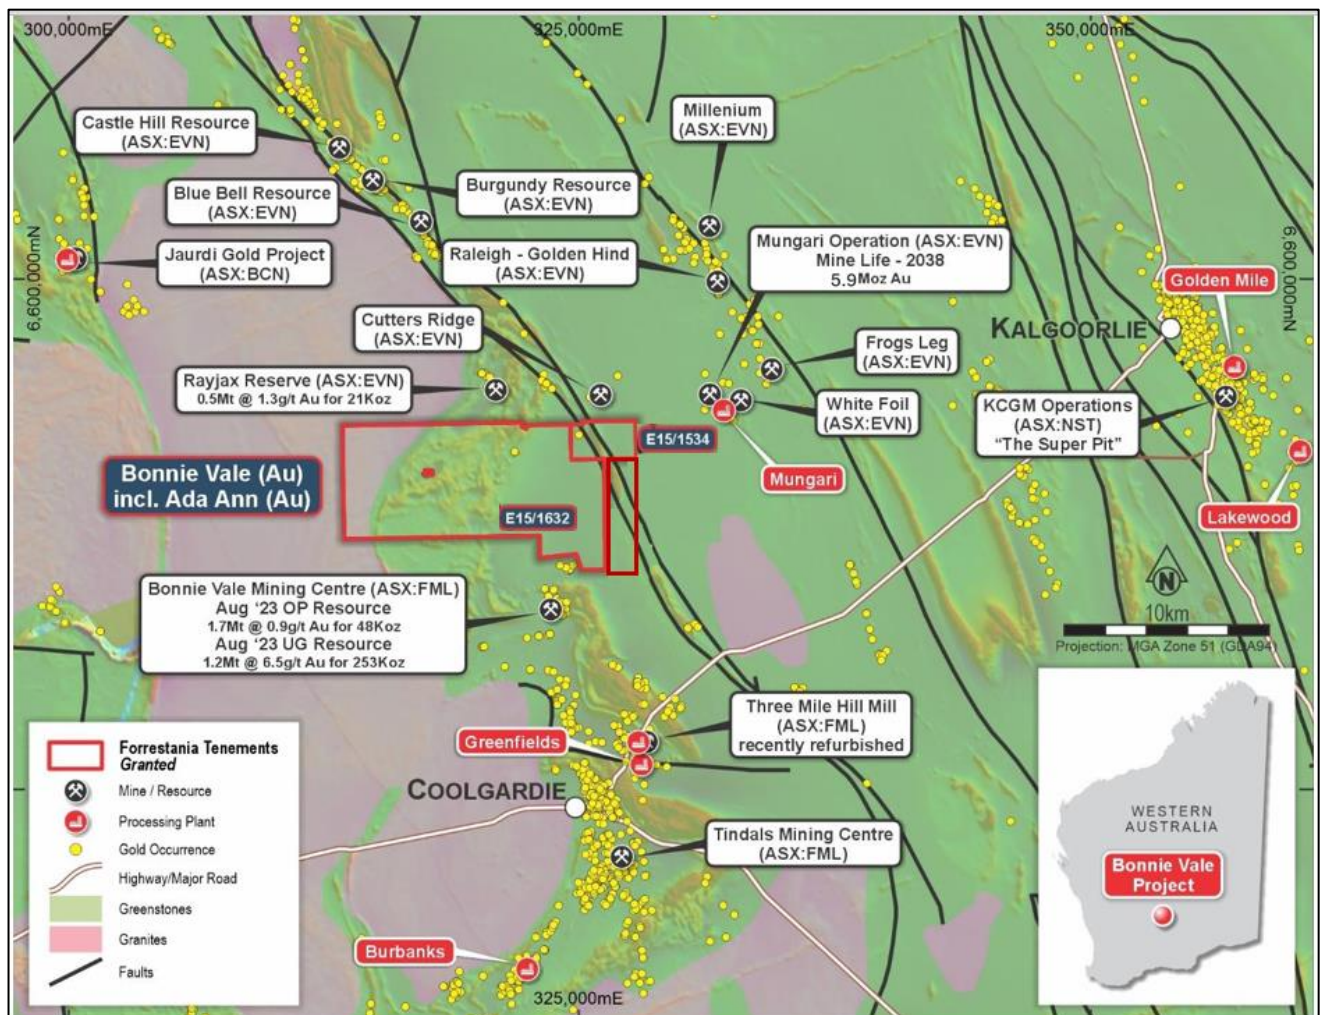 300,000mE
325,000mE
350,000mE
Castle Hill Resource
(ASX:EVN)
Millenium
(ASX:EVN)
Blue Bell Resource
(ASX:EVN)
Burgundy Resource
(ASX:EVN)
Jaurdi Gold Project
(ASX:BCN)
Raleigh - Golden Hind
(ASX:EVN)
Mungari Operation (ASX:EVN)
Mine Life - 2038
5.9Moz Au
6,600,000mN
6,600,000mN
Golden Mile
KALGOORLIE
Cutters Ridge
(ASX:EVN)
Frogs Leg
(ASX:EVN)
Rayjax Reserve (ASX:EVN)
0.5Mt @ 1.3g/t Au for 21Koz
White Foil
(ASX:EVN)
KCGM Operations
(ASX:NST)
“The Super Pit”
E15/1534
Bonnie Vale (Au)
incl. Ada Ann (Au)
Mungari
E15/1632
Lakewood
Bonnie Vale Mining Centre (ASX:FML)
Aug ‘23 OP Resource
1.7Mt @ 0.9g/t Au for 48Koz
Aug ‘23 UG Resource
1.2Mt @ 6.5g/t Au for 253Koz
N
10km
Projection: MGA Zone 51 (GDA94)
Three Mile Hill Mill
(ASX:FML)
recently refurbished
Greenfields
COOLGARDIE
Tindals Mining Centre
(ASX:FML)
Burbanks
325,000mE
Forrestania Tenements
Granted
Mine / Resource
Processing Plant
Gold Occurrence
Highway/Major Road
Greenstones
Granites
Faults
WESTERN
AUSTRALIA
Bonnie Vale
Project